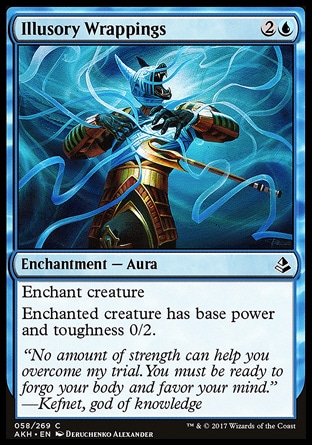 Illusory Wrappings 2
Enchantment — Aura
Enchant creature
Enchanted creature has base power
and toughness 0/2.
“No amount of strength can help you
overcome my trial. You must be ready to
forgo your body and favor your mind.”
—Kefnet, god of knowledge
058/269 C
AKH • EN Deruchenko Alexander
™ & © 2017 Wizards of the Coast